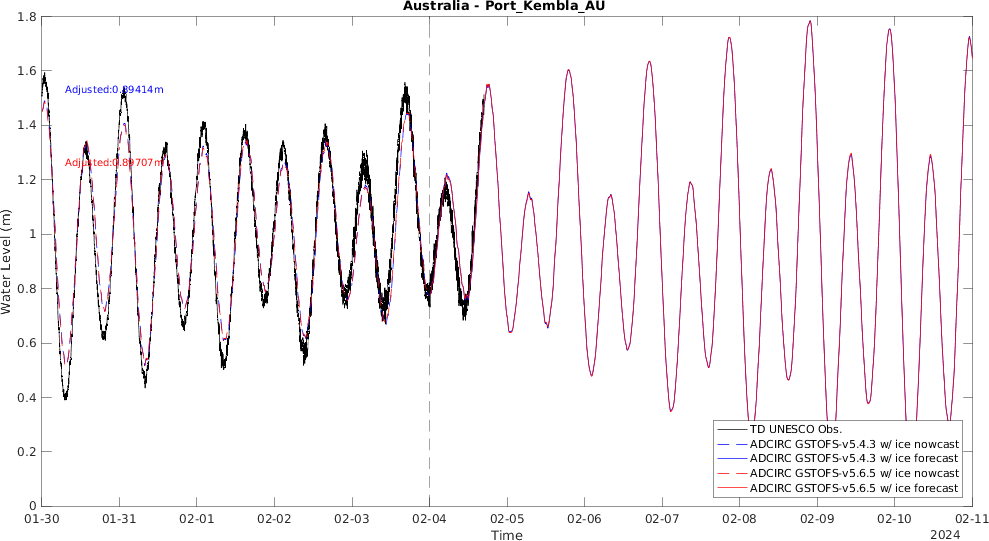 Australia - Port_Kembla_AU
1.8
1.6
1.4
1.2
1
0.8
0.6
0.4
0.2
0
Water Level (m)
Adjusted:0.89414m
Adjusted:0.89707m
TD UNESCO Obs.
ADCIRC GSTOFS-v5.4.3 w/ ice nowcast
ADCIRC GSTOFS-v5.4.3 w/ ice forecast
ADCIRC GSTOFS-v5.6.5 w/ ice nowcast
ADCIRC GSTOFS-v5.6.5 w/ ice forecast
01-30 01-31 02-01 02-02 02-03 02-04 02-05 02-06 02-07 02-08 02-09 02-10 02-11
Time
2024